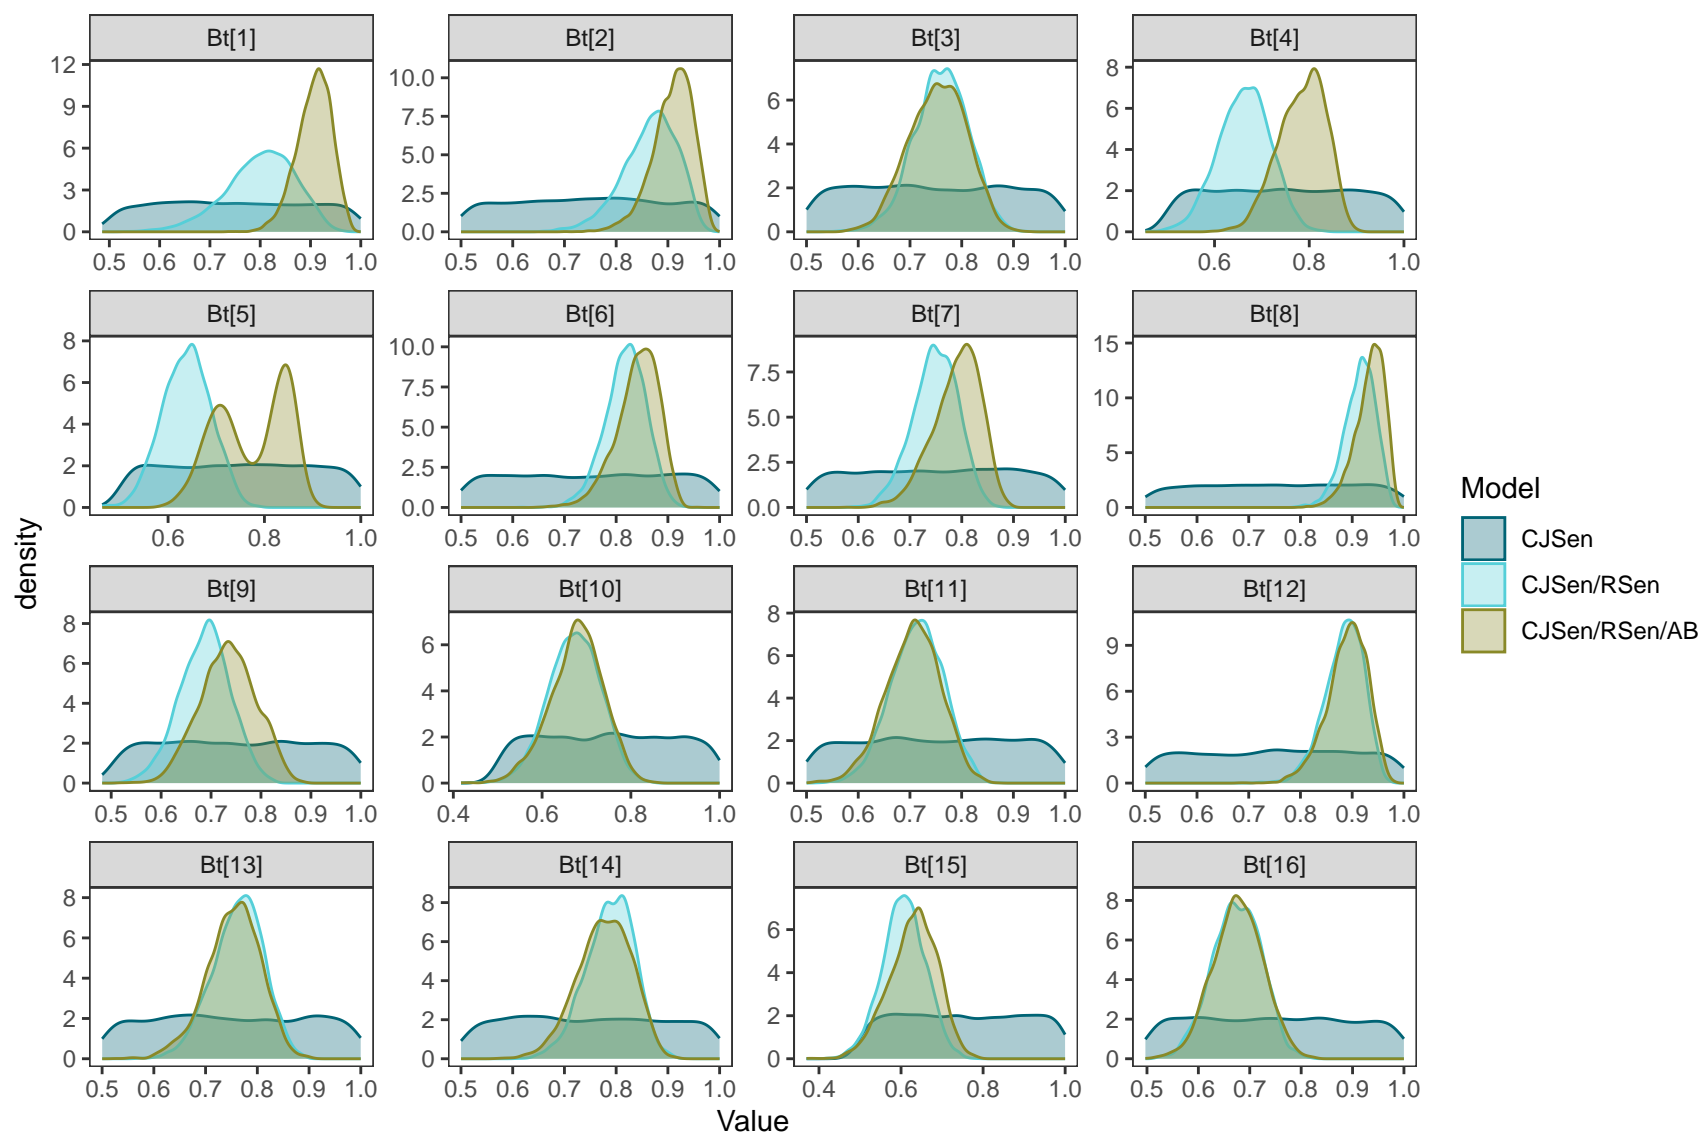 Bt[1] Bt[2] Bt[3] Bt[4]
12 9 6 3 0
10.0 7.5 5.0 2.5 0.0
6 4 2 0
8 6 4 2 0
0.5 0.6 0.7 0.8 0.9 1.0
0.5 0.6 0.7 0.8 0.9 1.0
0.5 0.6 0.7 0.8 0.9 1.0
0.6 0.8 1.0
Bt[5] Bt[6] Bt[7] Bt[8]
8 6 4 2 0
10.0 7.5 5.0 2.5 0.0
7.5 5.0 2.5 0.0
15 10 5 0
0.6 0.8 1.0
0.5 0.6 0.7 0.8 0.9 1.0
0.5 0.6 0.7 0.8 0.9 1.0
0.5 0.6 0.7 0.8 0.9 1.0
Bt[9] Bt[10] Bt[11] Bt[12]
8 6 4 2 0
6 4 2 0
8 6 4 2 0
9 6 3 0
0.5 0.6 0.7 0.8 0.9 1.0
0.4 0.6 0.8 1.0
0.5 0.6 0.7 0.8 0.9 1.0
0.5 0.6 0.7 0.8 0.9 1.0
Bt[13] Bt[14] Bt[15] Bt[16]
8 6 4 2 0
8 6 4 2 0
6 4 2 0
8 6 4 2 0
0.5 0.6 0.7 0.8 0.9 1.0
0.5 0.6 0.7 0.8 0.9 1.0
0.4 0.6 0.8 1.0
0.5 0.6 0.7 0.8 0.9 1.0
density
Value
Model
CJSen
CJSen/RSen
CJSen/RSen/AB